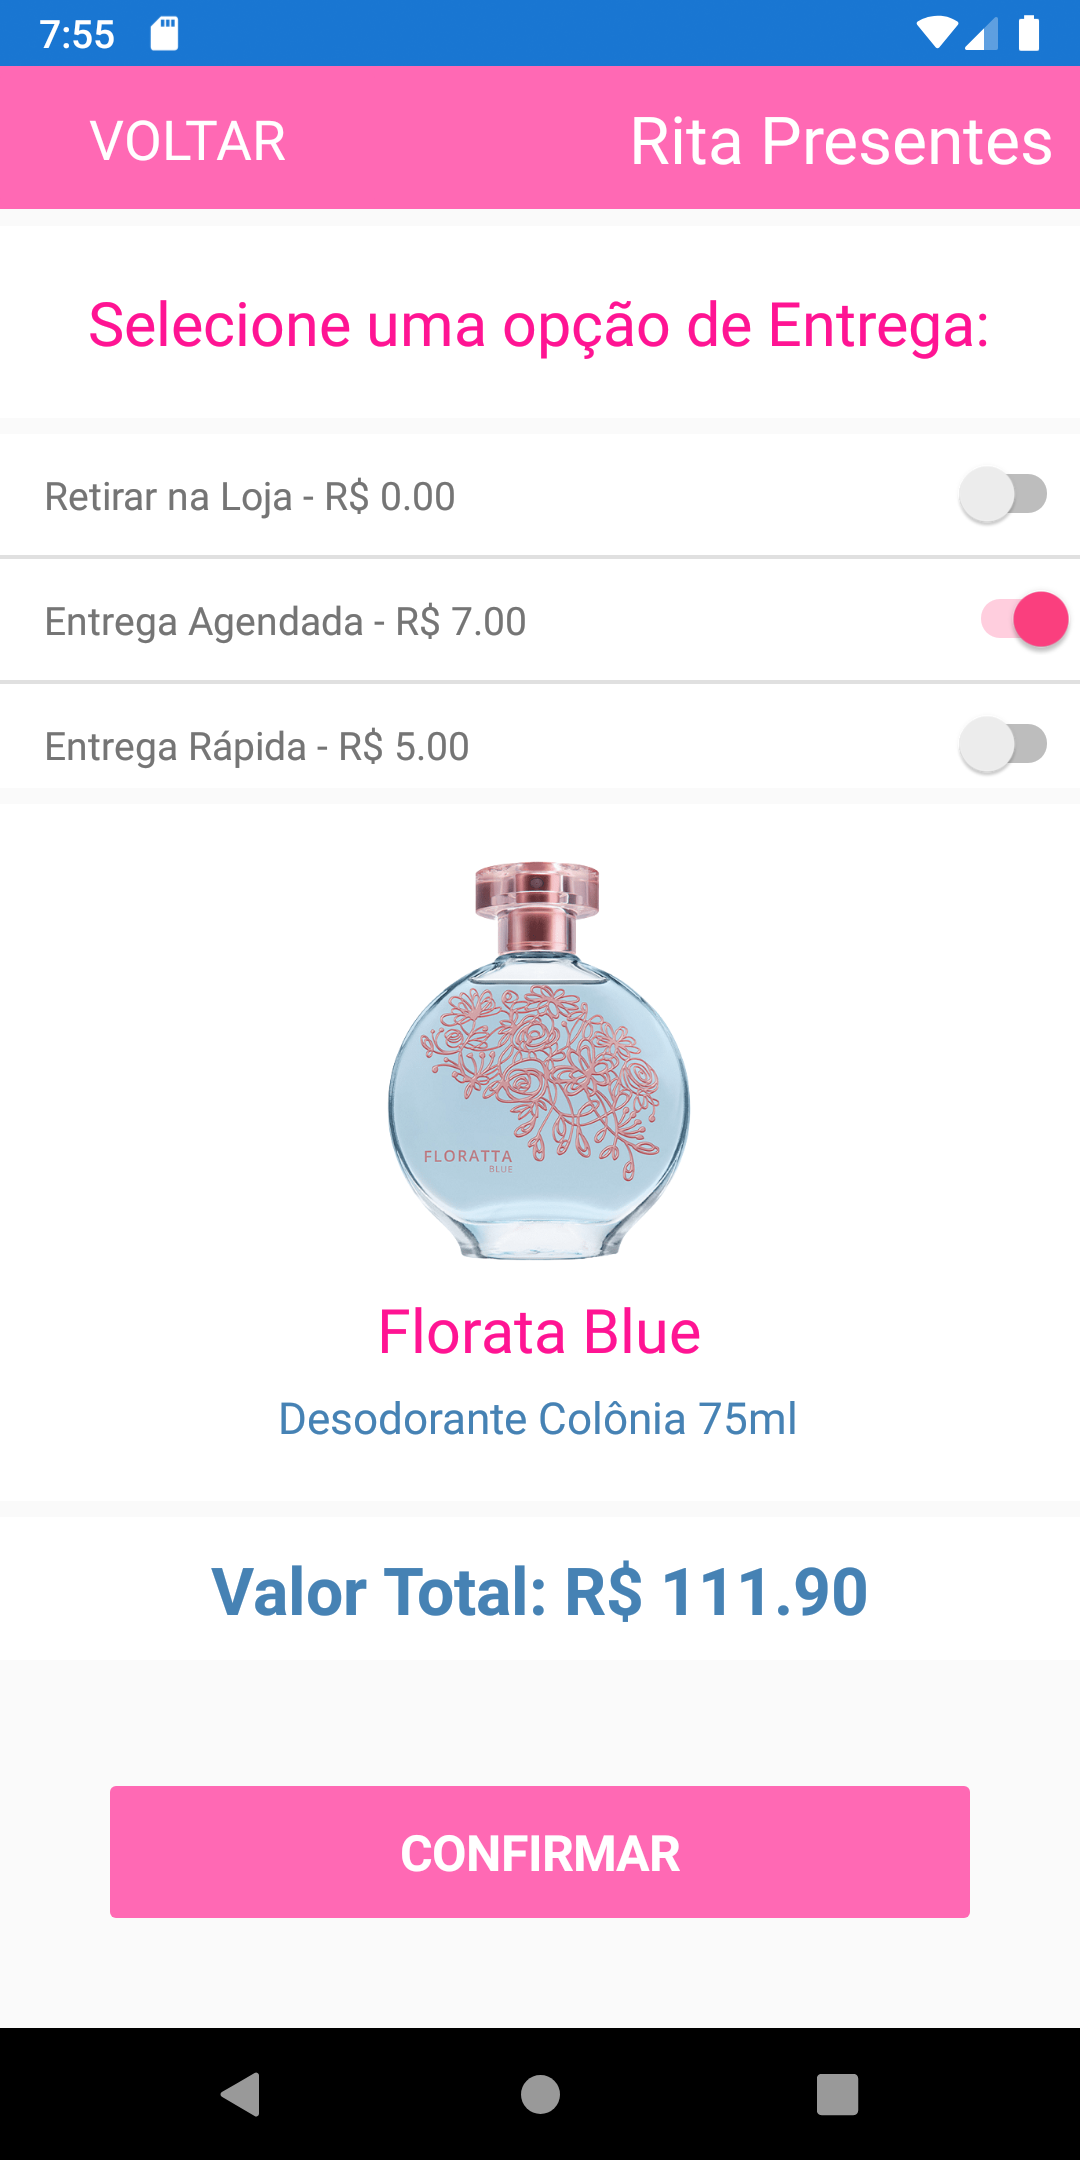 7:55
VOLTAR
Rita Presentes
Selecione uma opção de Entrega:
Retirar na Loja - R$ 0.00
Entrega Agendada - R$ 7.00
Entrega Rápida - R$ 5.00
FLORATTA
BLUE
Florata Blue
Desodorante Colônia 75ml
Valor Total: R$ 111.90
CONFIRMAR